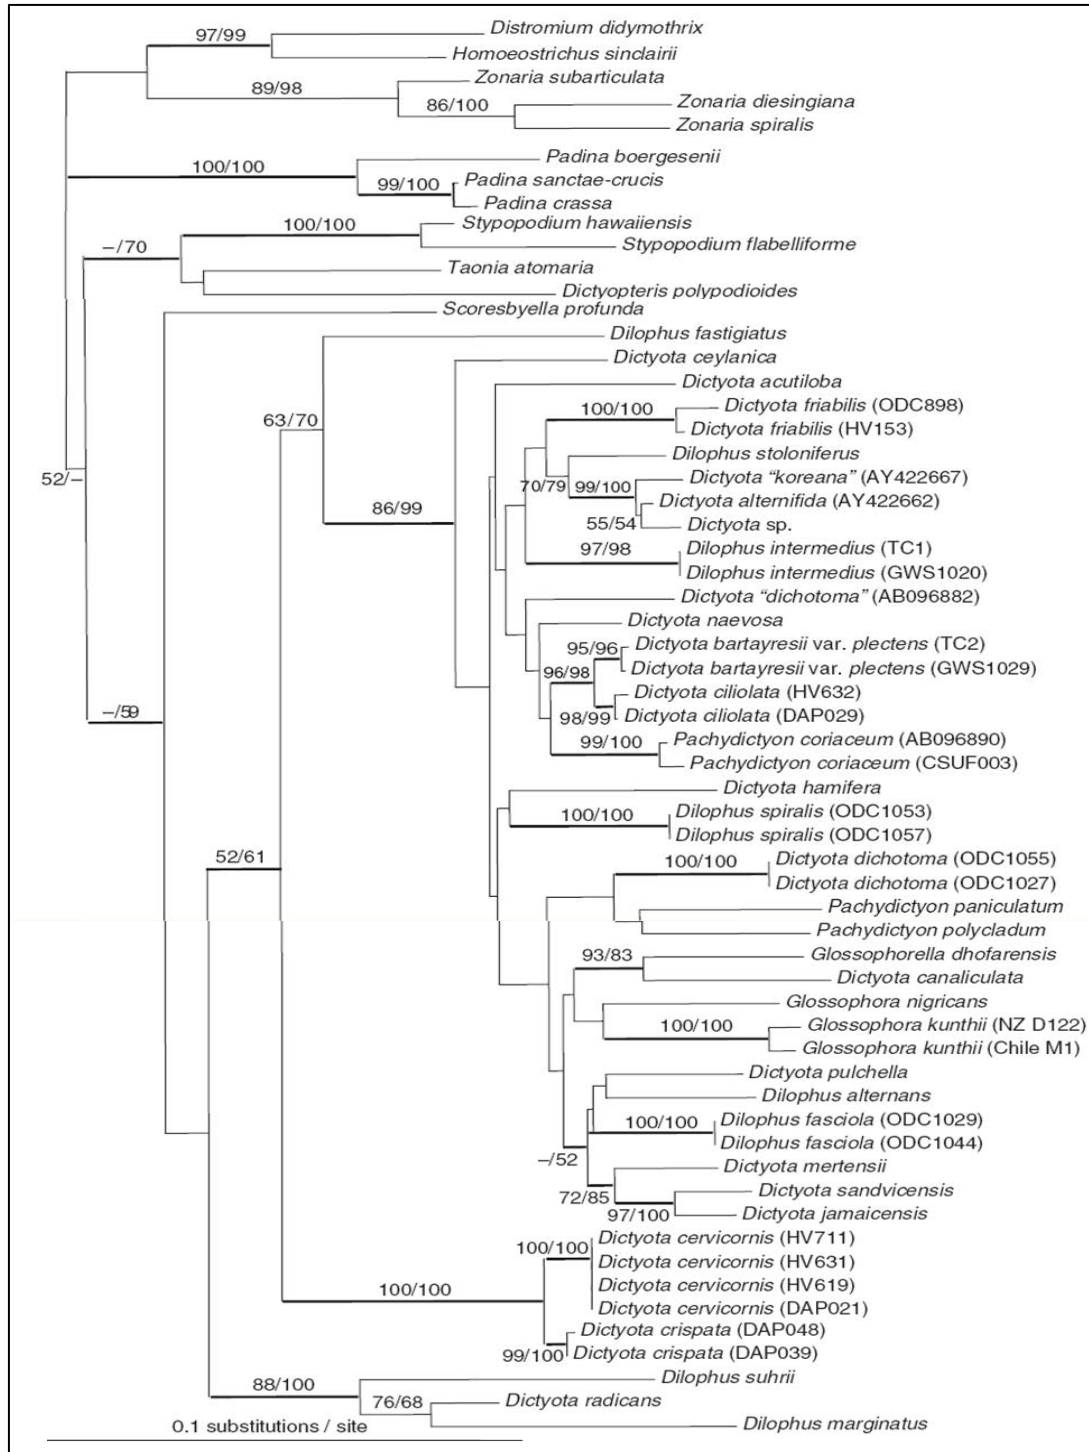 Distromium didymothrix
97/99
Homoeostrichus sinclairii
Zonaria subarticulata
89/98
86/100
Zonaria diesingiana
Zonaria spiralis
Padina boergesenii
100/100
Padina sanctae-crucis
99/100
Padina crassa
Stypopodium hawaiiensis
100/100
Stypopodium flabelliforme
–/70
Taonia atomaria
Dictyopteris polypodioides
Scoresbyella profunda
Dilophus fastigiatus
Dictyota ceylanica
Dictyota acutiloba
63/70
100/100
Dictyota friabilis (ODC898)
Dictyota friabilis (HV153)
Dilophus stoloniferus
52/–
Dictyota “koreana” (AY422667)
70/79
99/100
Dictyota alternifida (AY422662)
86/99
55/54
Dictyota sp.
97/98
Dilophus intermedius (TC1)
Dilophus intermedius (GWS1020)
Dictyota “dichotoma” (AB096882)
Dictyota naevosa
95/96
Dictyota bartayresii var. plectens (TC2)
96/98
Dictyota bartayresii var. plectens (GWS1029)
Dictyota ciliolata (HV632)
–/59
98/99
Dictyota ciliolata (DAP029)
99/100
Pachydictyon coriaceum (AB096890)
Pachydictyon coriaceum (CSUF003)
Dictyota hamifera
100/100
Dilophus spiralis (ODC1053)
Dilophus spiralis (ODC1057)
52/61
100/100
Dictyota dichotoma (ODC1055)
Dictyota dichotoma (ODC1027)
Pachydictyon paniculatum
Pachydictyon polycladum
93/83
Glossophorella dhofarensis
Dictyota canaliculata
Glossophora nigricans
100/100
Glossophora kunthii (NZ D122)
Glossophora kunthii (Chile M1)
Dictyota pulchella
Dilophus alternans
100/100
Dilophus fasciola (ODC1029)
Dilophus fasciola (ODC1044)
–/52
Dictyota mertensii
72/85
Dictyota sandvicensis
97/100
Dictyota jamaicensis
100/100
Dictyota cervicornis (HV711)
Dictyota cervicornis (HV631)
100/100
Dictyota cervicornis (HV619)
Dictyota cervicornis (DAP021)
Dictyota crispata (DAP048)
99/100
Dictyota crispata (DAP039)
88/100
Dilophus suhrii
76/68
Dictyota radicans
Dilophus marginatus
0.1 substitutions / site